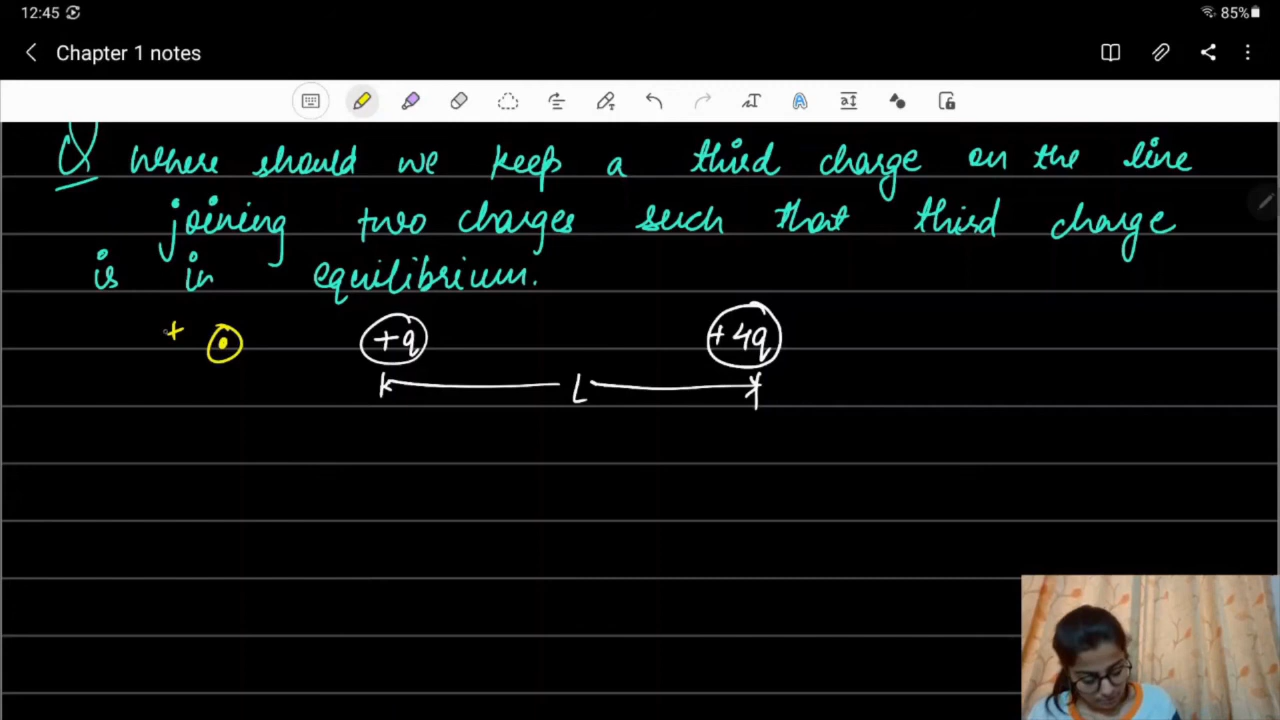 12:45
85%
Chapter 1 notes
Q Where should we keep a third charge on the line
joining two charges such that third charge
is in equilibrium.
+ +q +4q
L